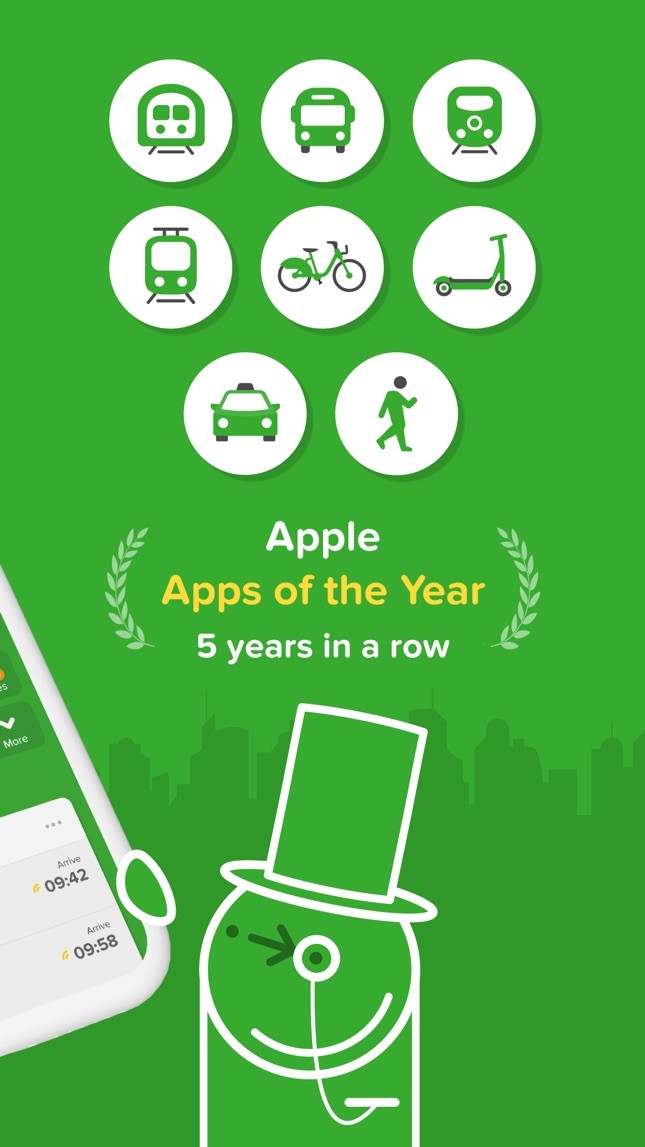 Apple
Apps of the Year
5 years in a row
More
Arrive
09:42
Arrive
09:58